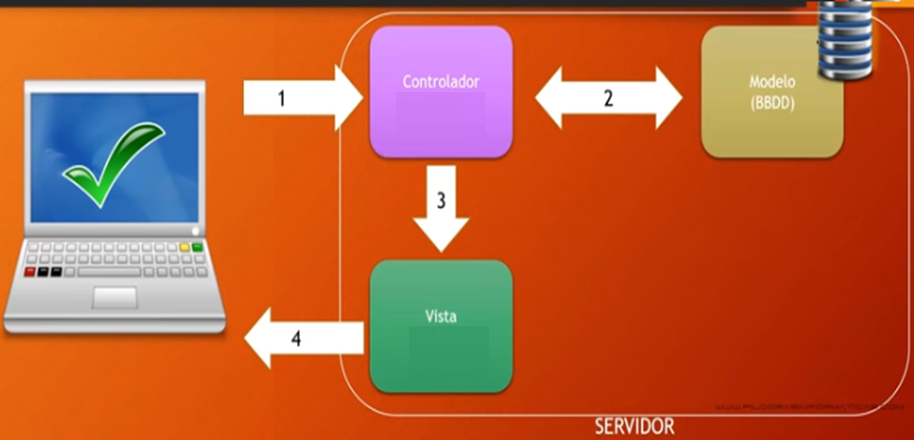 1
Controlador
2
Modelo
(BBDD)
3
Vista
4
SERVIDOR